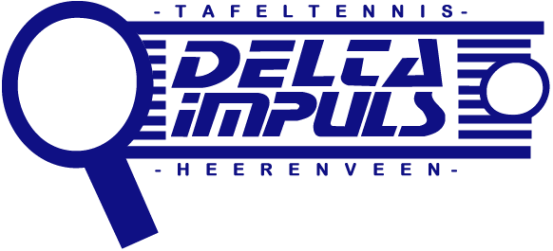 -TAFELTENNIS-
DELTA
iMPULS
-HEERENVEEN-